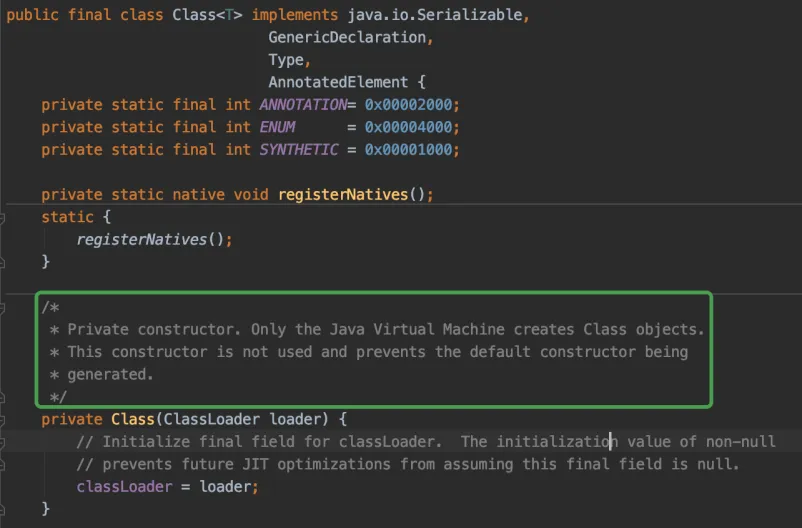 public final class Class<T> implements java.io.Serializable,
                              GenericDeclaration,
                              Type,
                              AnnotatedElement {
    private static final int ANNOTATION= 0x00002000;
    private static final int ENUM      = 0x00004000;
    private static final int SYNTHETIC = 0x00001000;

    private static native void registerNatives();
    static {
        registerNatives();
    }

    /*
     * Private constructor. Only the Java Virtual Machine creates Class objects.
     * This constructor is not used and prevents the default constructor being
     * generated.
     */
    private Class(ClassLoader loader) {
        // Initialize final field for classLoader.  The initialization value of non-null
        // prevents future JIT optimizations from assuming this final field is null.
        classLoader = loader;
    }